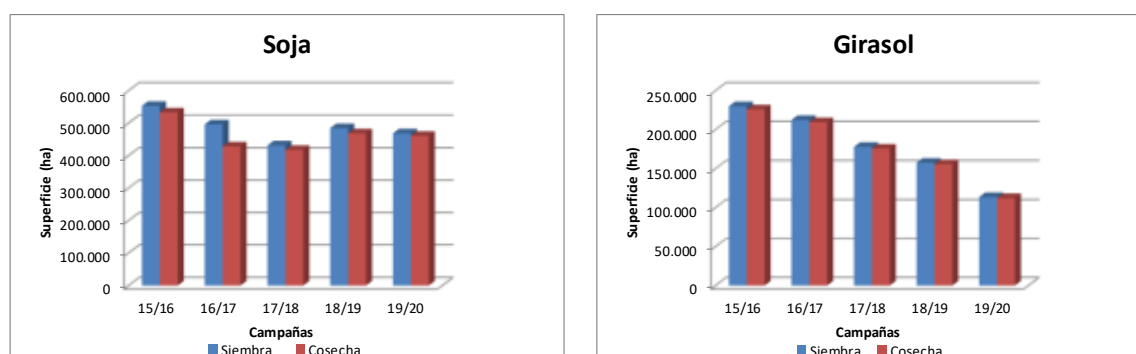 Soja
600.000
500.000
400.000
300.000
200.000
100.000
0
Superficie (ha)
15/16 16/17 17/18 18/19 19/20
Campañas
Siembra Cosecha
Girasol
250.000
200.000
150.000
100.000
50.000
0
Superficie (ha)
15/16 16/17 17/18 18/19 19/20
Campañas
Siembra Cosecha